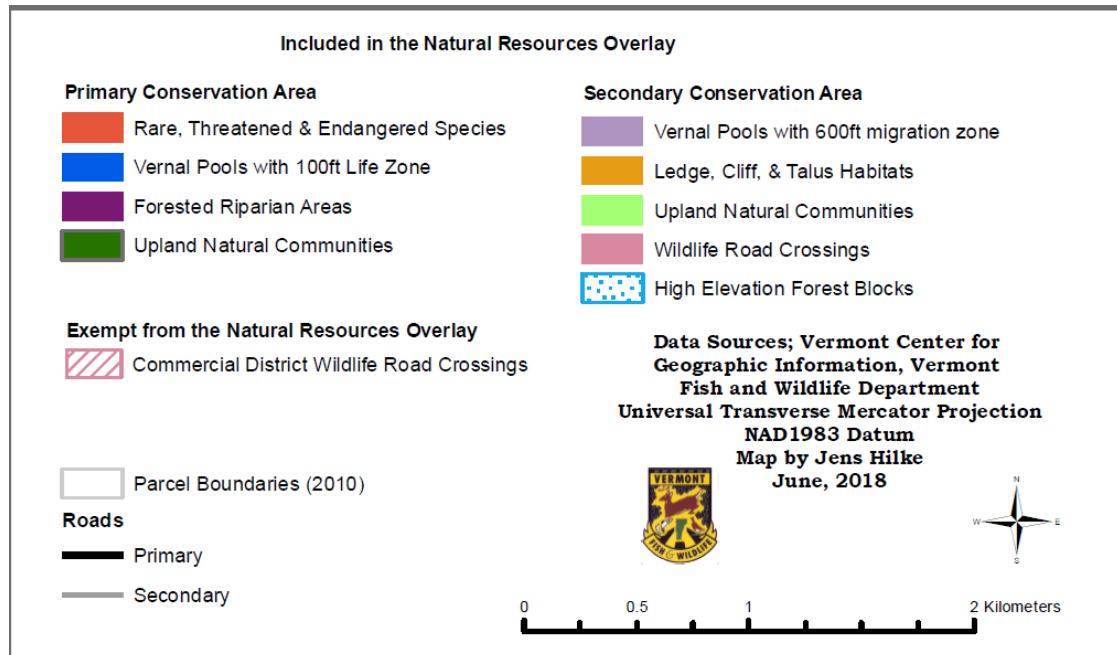 Included in the Natural Resources Overlay
Primary Conservation Area
Rare, Threatened & Endangered Species
Vernal Pools with 100ft Life Zone
Forested Riparian Areas
Upland Natural Communities
Secondary Conservation Area
Vernal Pools with 600ft migration zone
Ledge, Cliff, & Talus Habitats
Upland Natural Communities
Wildlife Road Crossings
High Elevation Forest Blocks
Exempt from the Natural Resources Overlay
Commercial District Wildlife Road Crossings
Parcel Boundaries (2010)
Roads
Primary
Secondary
Data Sources; Vermont Center for
Geographic Information, Vermont
Fish and Wildlife Department
Universal Transverse Mercator Projection
NAD1983 Datum
Map by Jens Hilke
June, 2018
VERMONT
FISH & WILDLIFE
N
W E
S
0 0.5 1 2 Kilometers